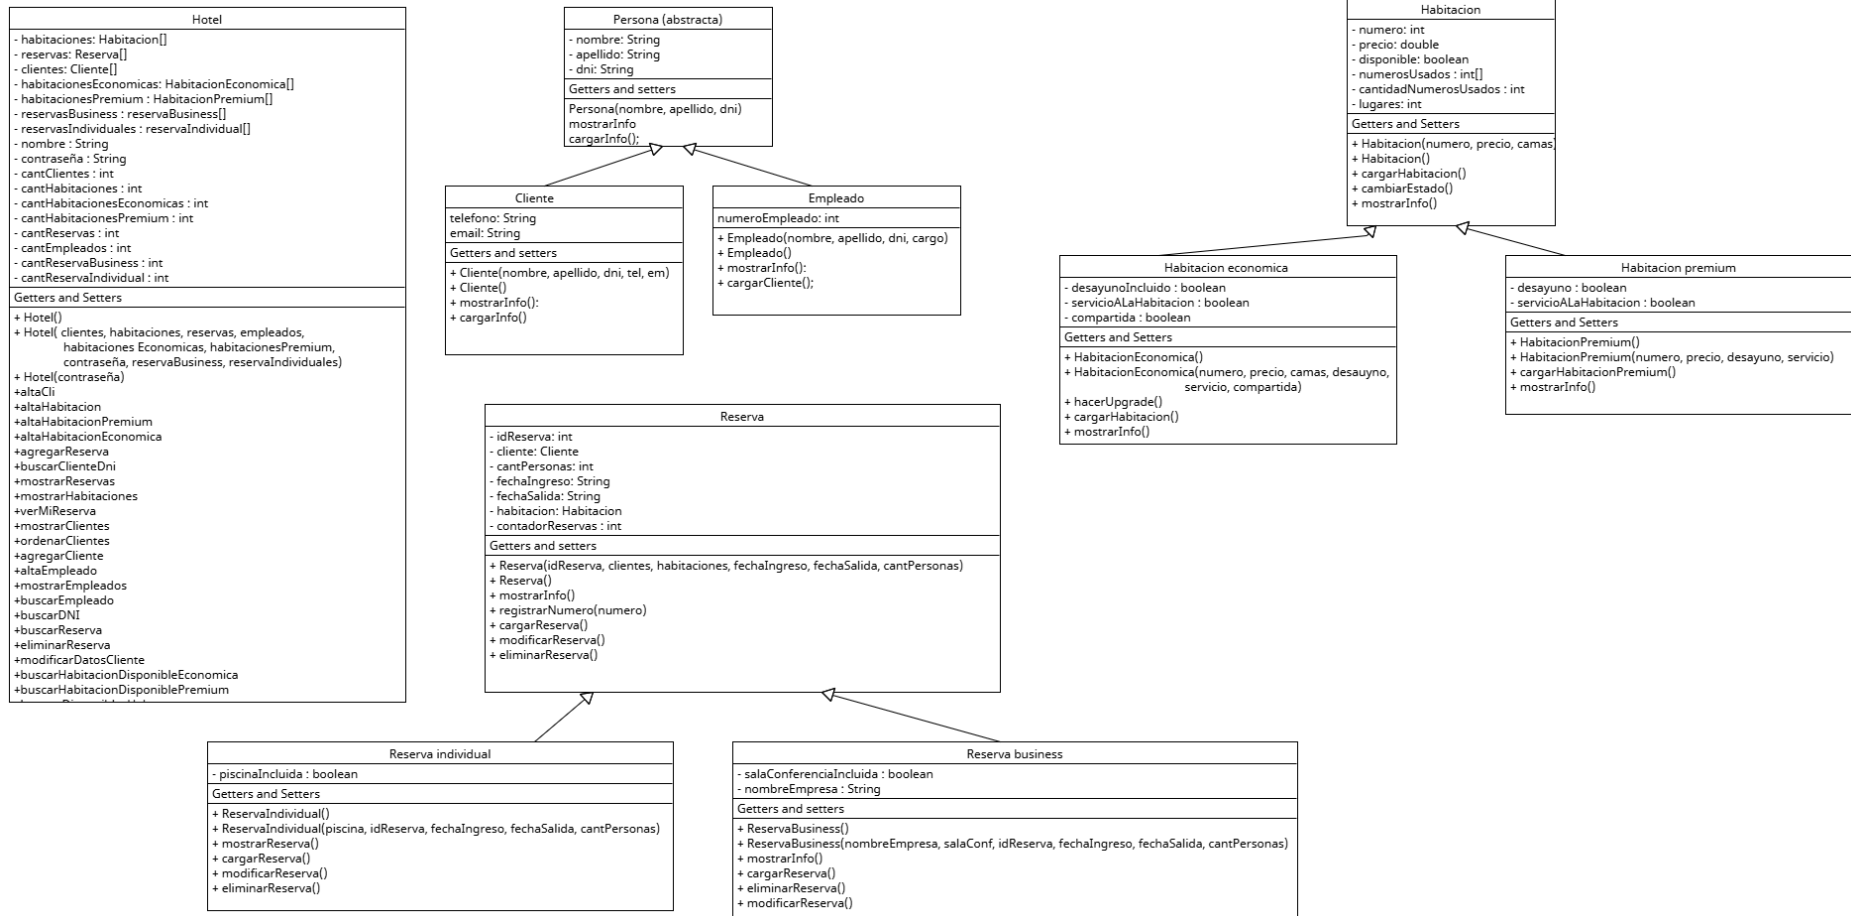 Hotel
- habitaciones: Habitacion[]
- reservas: Reserva[]
- clientes: Cliente[]
- habitacionesEconomicas: HabitacionEconomica[]
- habitacionesPremium : HabitacionPremium[]
- reservasBusiness : reservaBusiness[]
- reservasIndividuales : reservaIndividual[]
- nombre : String
- contraseña : String
- cantClientes : int
- cantHabitaciones : int
- cantHabitacionesEconomicas : int
- cantHabitacionesPremium : int
- cantReservas : int
- cantEmpleados : int
- cantReservaBusiness : int
- cantReservaIndividual : int
Getters and Setters
+ Hotel()
+ Hotel( clientes, habitaciones, reservas, empleados,
habitaciones Economicas, habitacionesPremium,
contraseña, reservaBusiness, reservaIndividuales)
+ Hotel(contraseña)
+altaCli
+altaHabitacion
+altaHabitacionPremium
+altaHabitacionEconomica
+agregarReserva
+buscarClienteDni
+mostrarReservas
+mostrarHabitaciones
+verMiReserva
+mostrarClientes
+ordenarClientes
+agregarCliente
+altaEmpleado
+mostrarEmpleados
+buscarEmpleado
+buscarDNI
+buscarReserva
+eliminarReserva
+modificarDatosCliente
+buscarHabitacionDisponibleEconomica
+buscarHabitacionDisponiblePremium
Persona (abstracta)
- nombre: String
- apellido: String
- dni: String
Getters and setters
Persona(nombre, apellido, dni)
mostrarInfo
cargarInfo();
Cliente
telefono: String
email: String
Getters and setters
+ Cliente(nombre, apellido, dni, tel, em)
+ Cliente()
+ mostrarInfo():
+ cargarInfo()
Empleado
numeroEmpleado: int
+ Empleado(nombre, apellido, dni, cargo)
+ Empleado()
+ mostrarInfo():
+ cargarCliente();
Habitacion
- numero: int
- precio: double
- disponible: boolean
- numerosUsados : int[]
- cantidadNumerosUsados : int
- lugares: int
Getters and Setters
+ Habitacion(numero, precio, camas)
+ Habitacion()
+ cargarHabitacion()
+ cambiarEstado()
+ mostrarInfo()
Habitacion economica
- desayunoIncluido : boolean
- servicioALaHabitacion : boolean
- compartida : boolean
Getters and Setters
+ HabitacionEconomica()
+ HabitacionEconomica(numero, precio, camas, desauyno,
servicio, compartida)
+ hacerUpgrade()
+ cargarHabitacion()
+ mostrarInfo()
Habitacion premium
- desayuno : boolean
- servicioALaHabitacion : boolean
Getters and Setters
+ HabitacionPremium()
+ HabitacionPremium(numero, precio, desayuno, servicio)
+ cargarHabitacionPremium()
+ mostrarInfo()
Reserva
- idReserva: int
- cliente: Cliente
- cantPersonas: int
- fechaIngreso: String
- fechaSalida: String
- habitacion: Habitacion
- contadorReservas : int
Getters and setters
+ Reserva(idReserva, clientes, habitaciones, fechaIngreso, fechaSalida, cantPersonas)
+ Reserva()
+ mostrarInfo()
+ registrarNumero(numero)
+ cargarReserva()
+ modificarReserva()
+ eliminarReserva()
Reserva individual
- piscinaIncluida : boolean
Getters and Setters
+ ReservaIndividual()
+ ReservaIndividual(piscina, idReserva, fechaIngreso, fechaSalida, cantPersonas)
+ mostrarReserva()
+ cargarReserva()
+ modificarReserva()
+ eliminarReserva()
Reserva business
- salaConferenciaIncluida : boolean
- nombreEmpresa : String
Getters and setters
+ ReservaBusiness()
+ ReservaBusiness(nombreEmpresa, salaConf, idReserva, fechaIngreso, fechaSalida, cantPersonas)
+ mostrarInfo()
+ cargarReserva()
+ eliminarReserva()
+ modificarReserva()